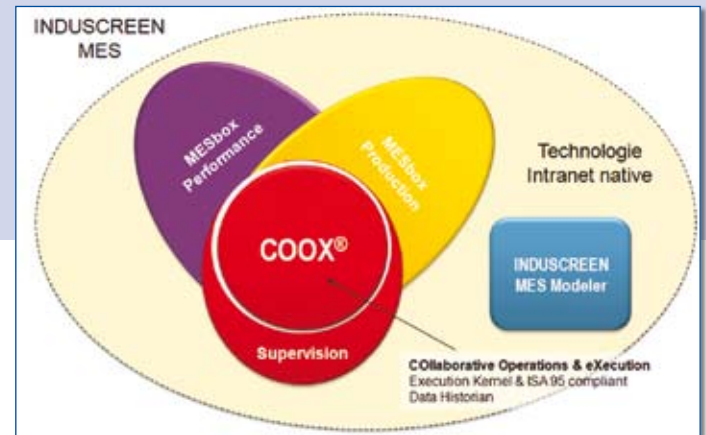 INDUSCREEN
MES
MESbox
Performance
MESbox
Production
Technologie
Intranet native
COOX®
INDUSCREEN
MES Modeler
Supervision
COllaborative Operations & eXecution
Execution Kernel & ISA 95 compliant
Data Historian